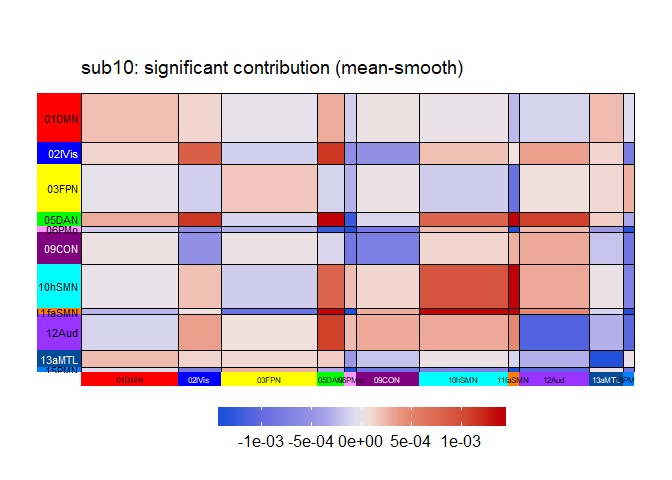 sub10: significant contribution (mean-smooth)
01DMN
02lVis
03FPN
05DAN
06PMo
09CON
10hSMN
11faSMN
12Aud
13aMTL
15PMN
01DMN 02lVis 03FPN 05DAN 06PMo 09CON 10hSMN 11faSMN 12Aud 13aMTL
-1e-03 -5e-04 0e+00 5e-04 1e-03